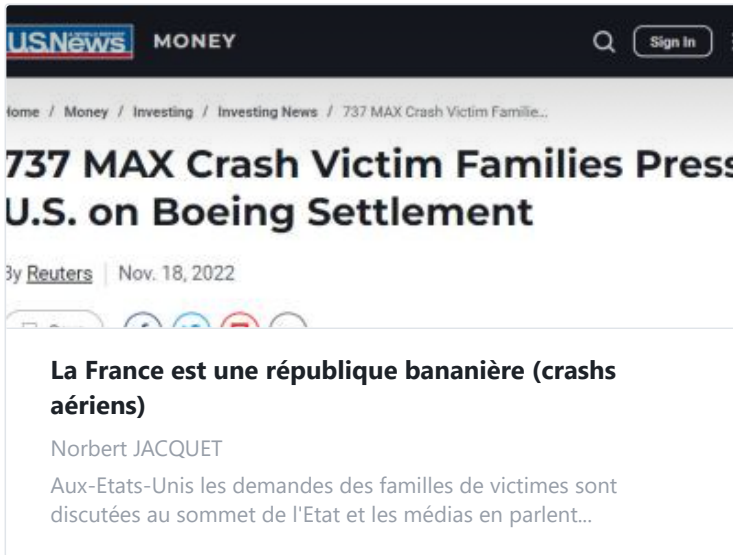 U.S.News MONEY Sign In
Home / Money / Investing / Investing News / 737 MAX Crash Victim Familie...
737 MAX Crash Victim Families Press
U.S. on Boeing Settlement
By Reuters Nov. 18, 2022
La France est une république bananière (crashs
aériens)
Norbert JACQUET
Aux-Etats-Unis les demandes des familles de victimes sont
discutées au sommet de l'Etat et les médias en parlent...